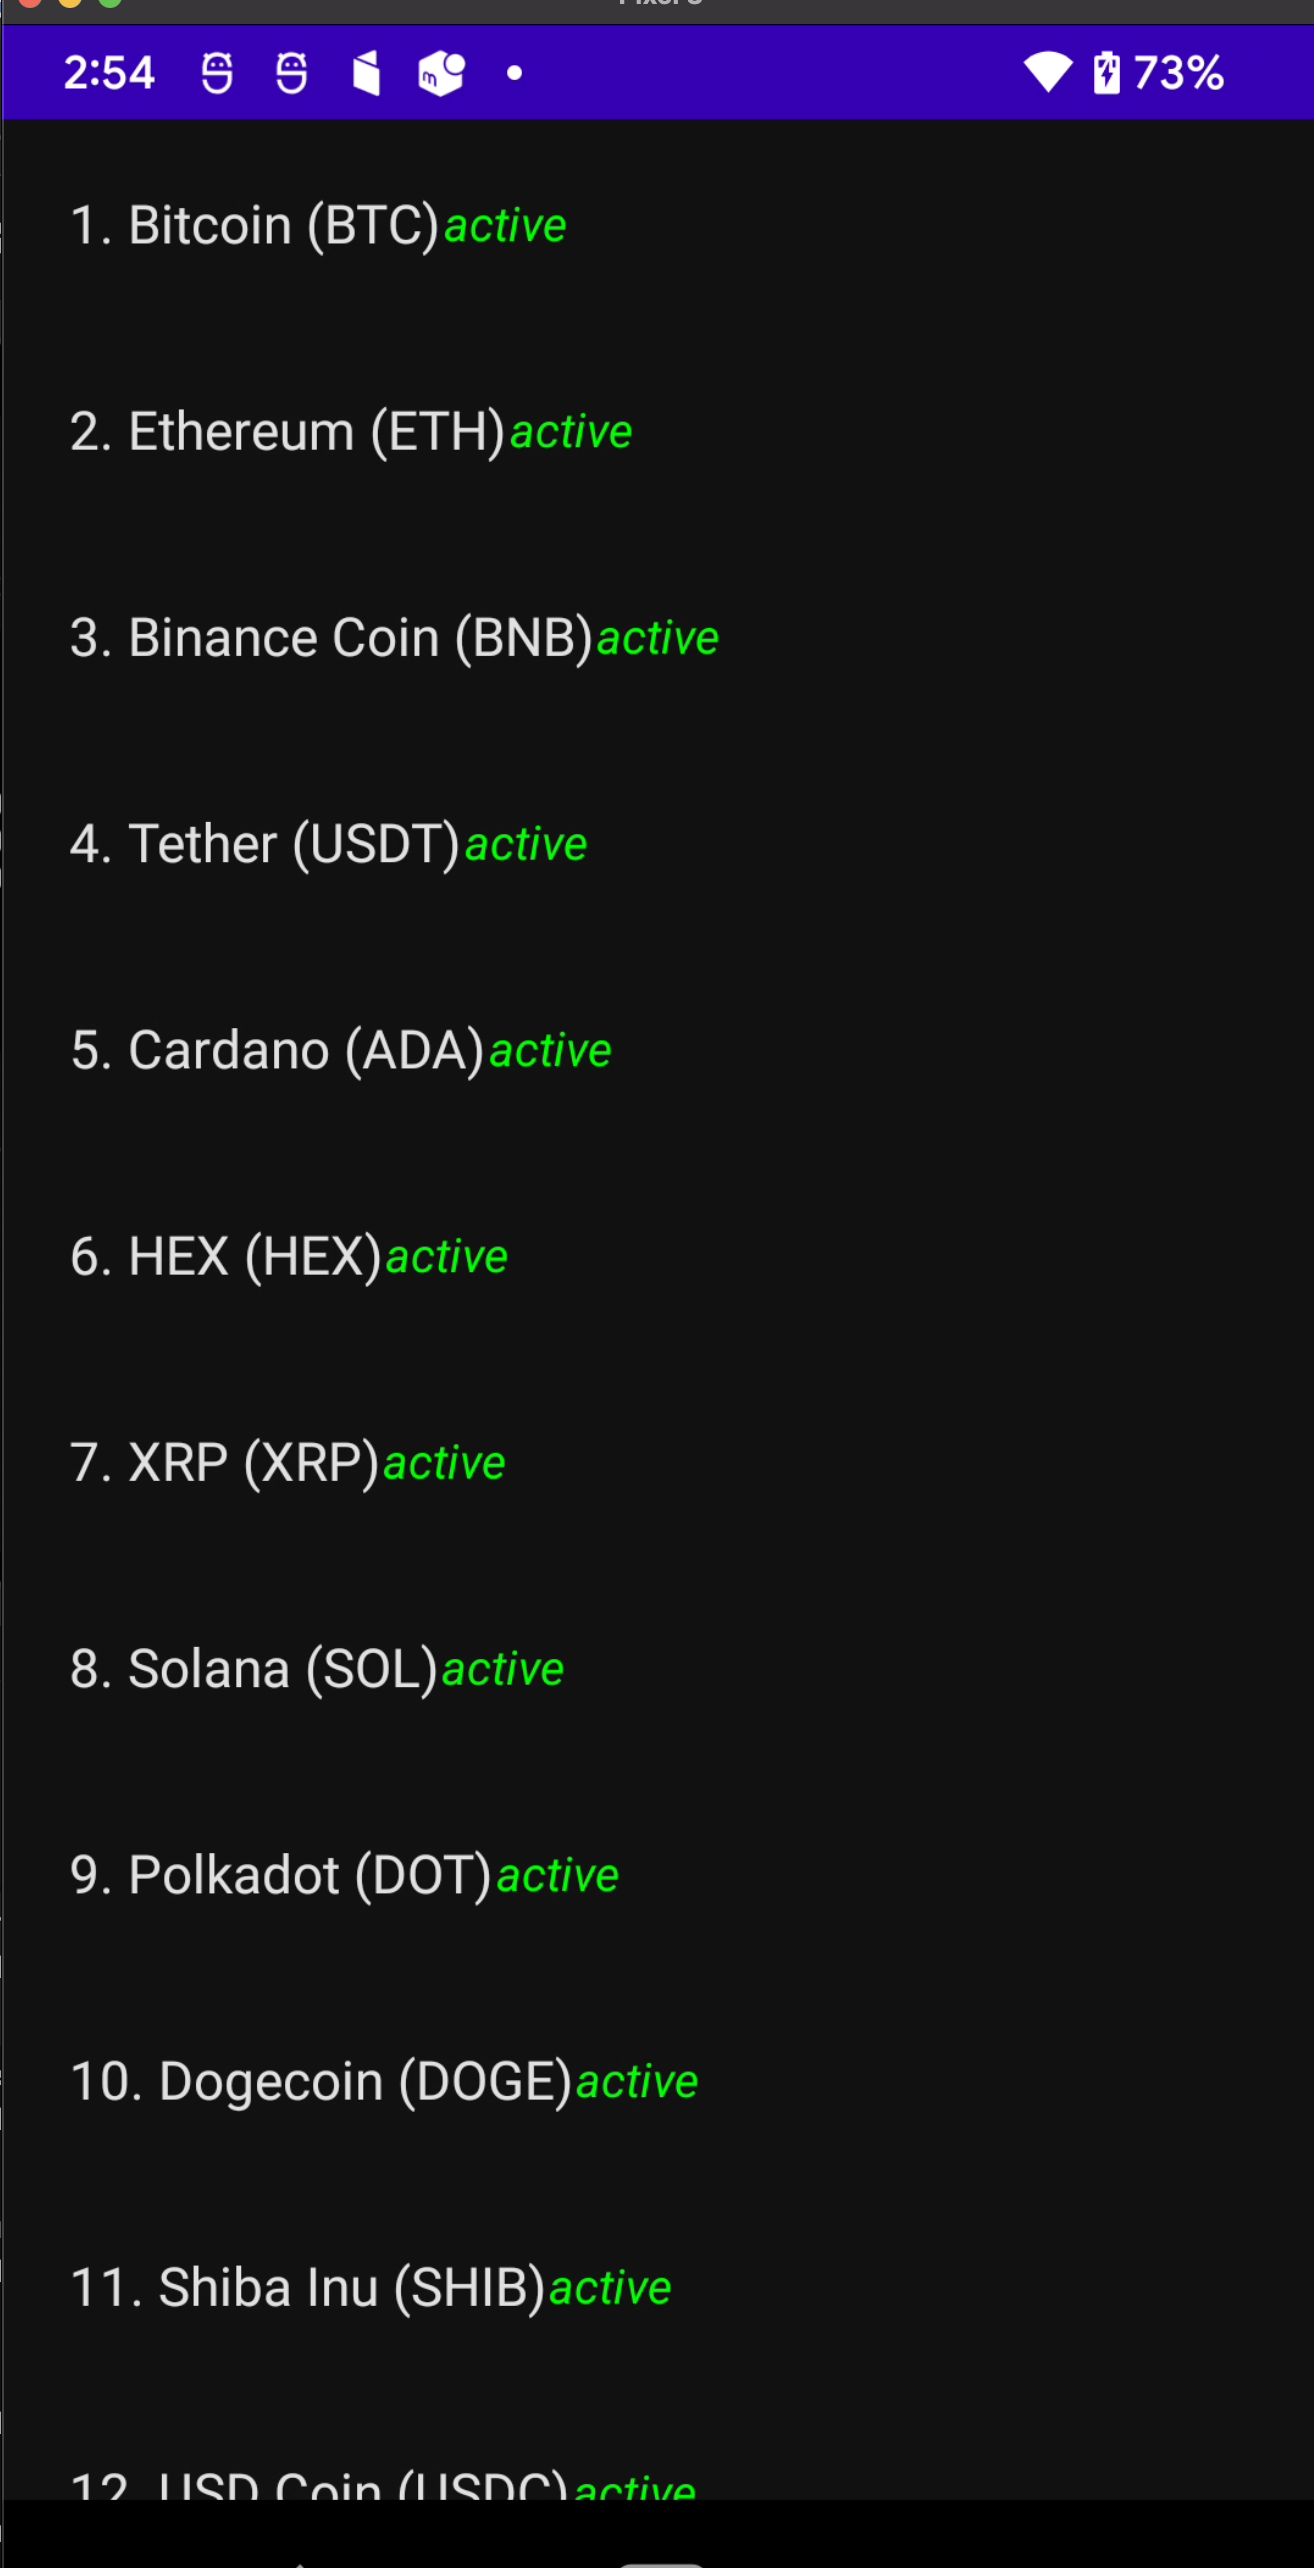 2:54 73%
1. Bitcoin (BTC)active
2. Ethereum (ETH)active
3. Binance Coin (BNB)active
4. Tether (USDT)active
5. Cardano (ADA)active
6. HEX (HEX)active
7. XRP (XRP)active
8. Solana (SOL)active
9. Polkadot (DOT)active
10. Dogecoin (DOGE)active
11. Shiba Inu (SHIB)active
12. USD Coin (USDC)active